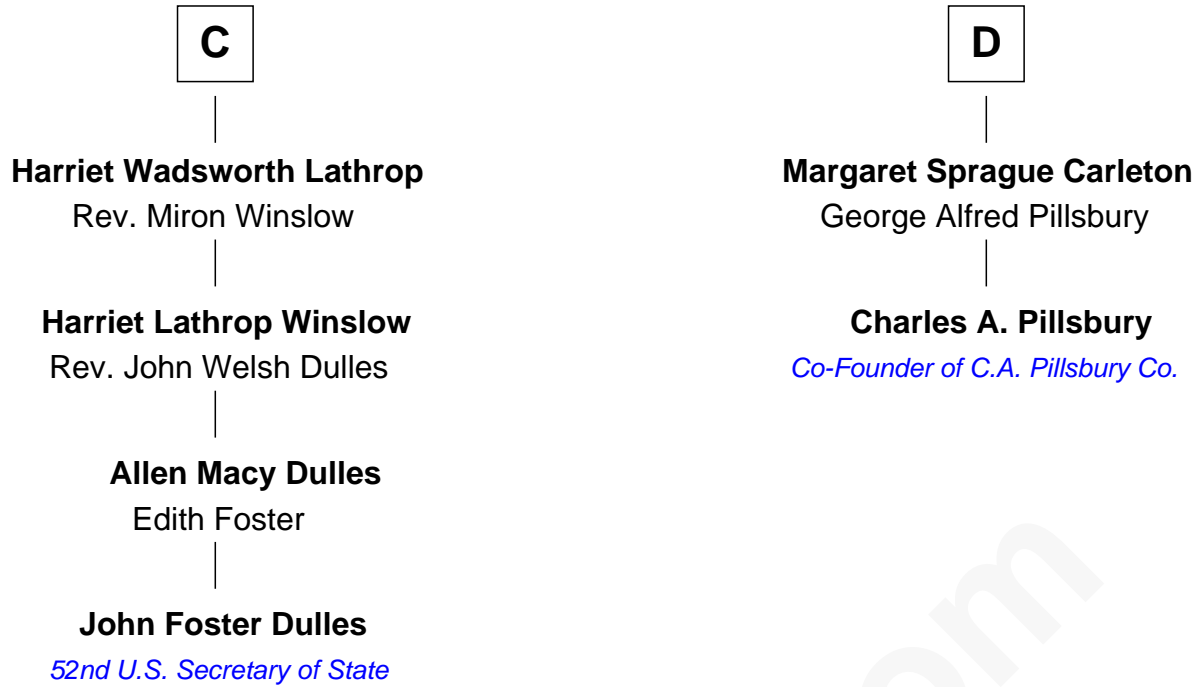 C
Harriet Wadsworth Lathrop
Rev. Miron Winslow
Harriet Lathrop Winslow
Rev. John Welsh Dulles
Allen Macy Dulles
Edith Foster
John Foster Dulles
52nd U.S. Secretary of State
D
Margaret Sprague Carleton
George Alfred Pillsbury
Charles A. Pillsbury
Co-Founder of C.A. Pillsbury Co.
om